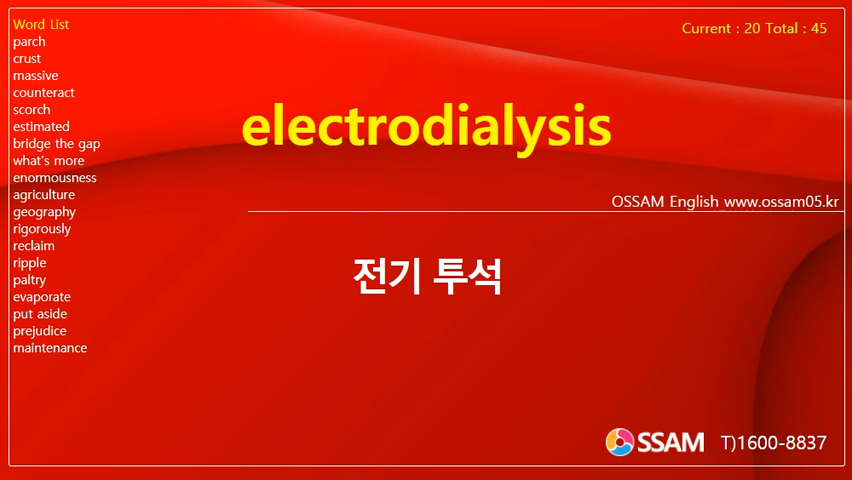 Word List
parch
crust
massive
counteract
scorch
estimated
bridge the gap
what's more
enormousness
agriculture
geography
rigorously
reclaim
ripple
paltry
evaporate
put aside
prejudice
maintenance
Current : 20 Total : 45
electrodialysis
OSSAM English www.ossam05.kr
전기 투석
OSSAM T)1600-8837